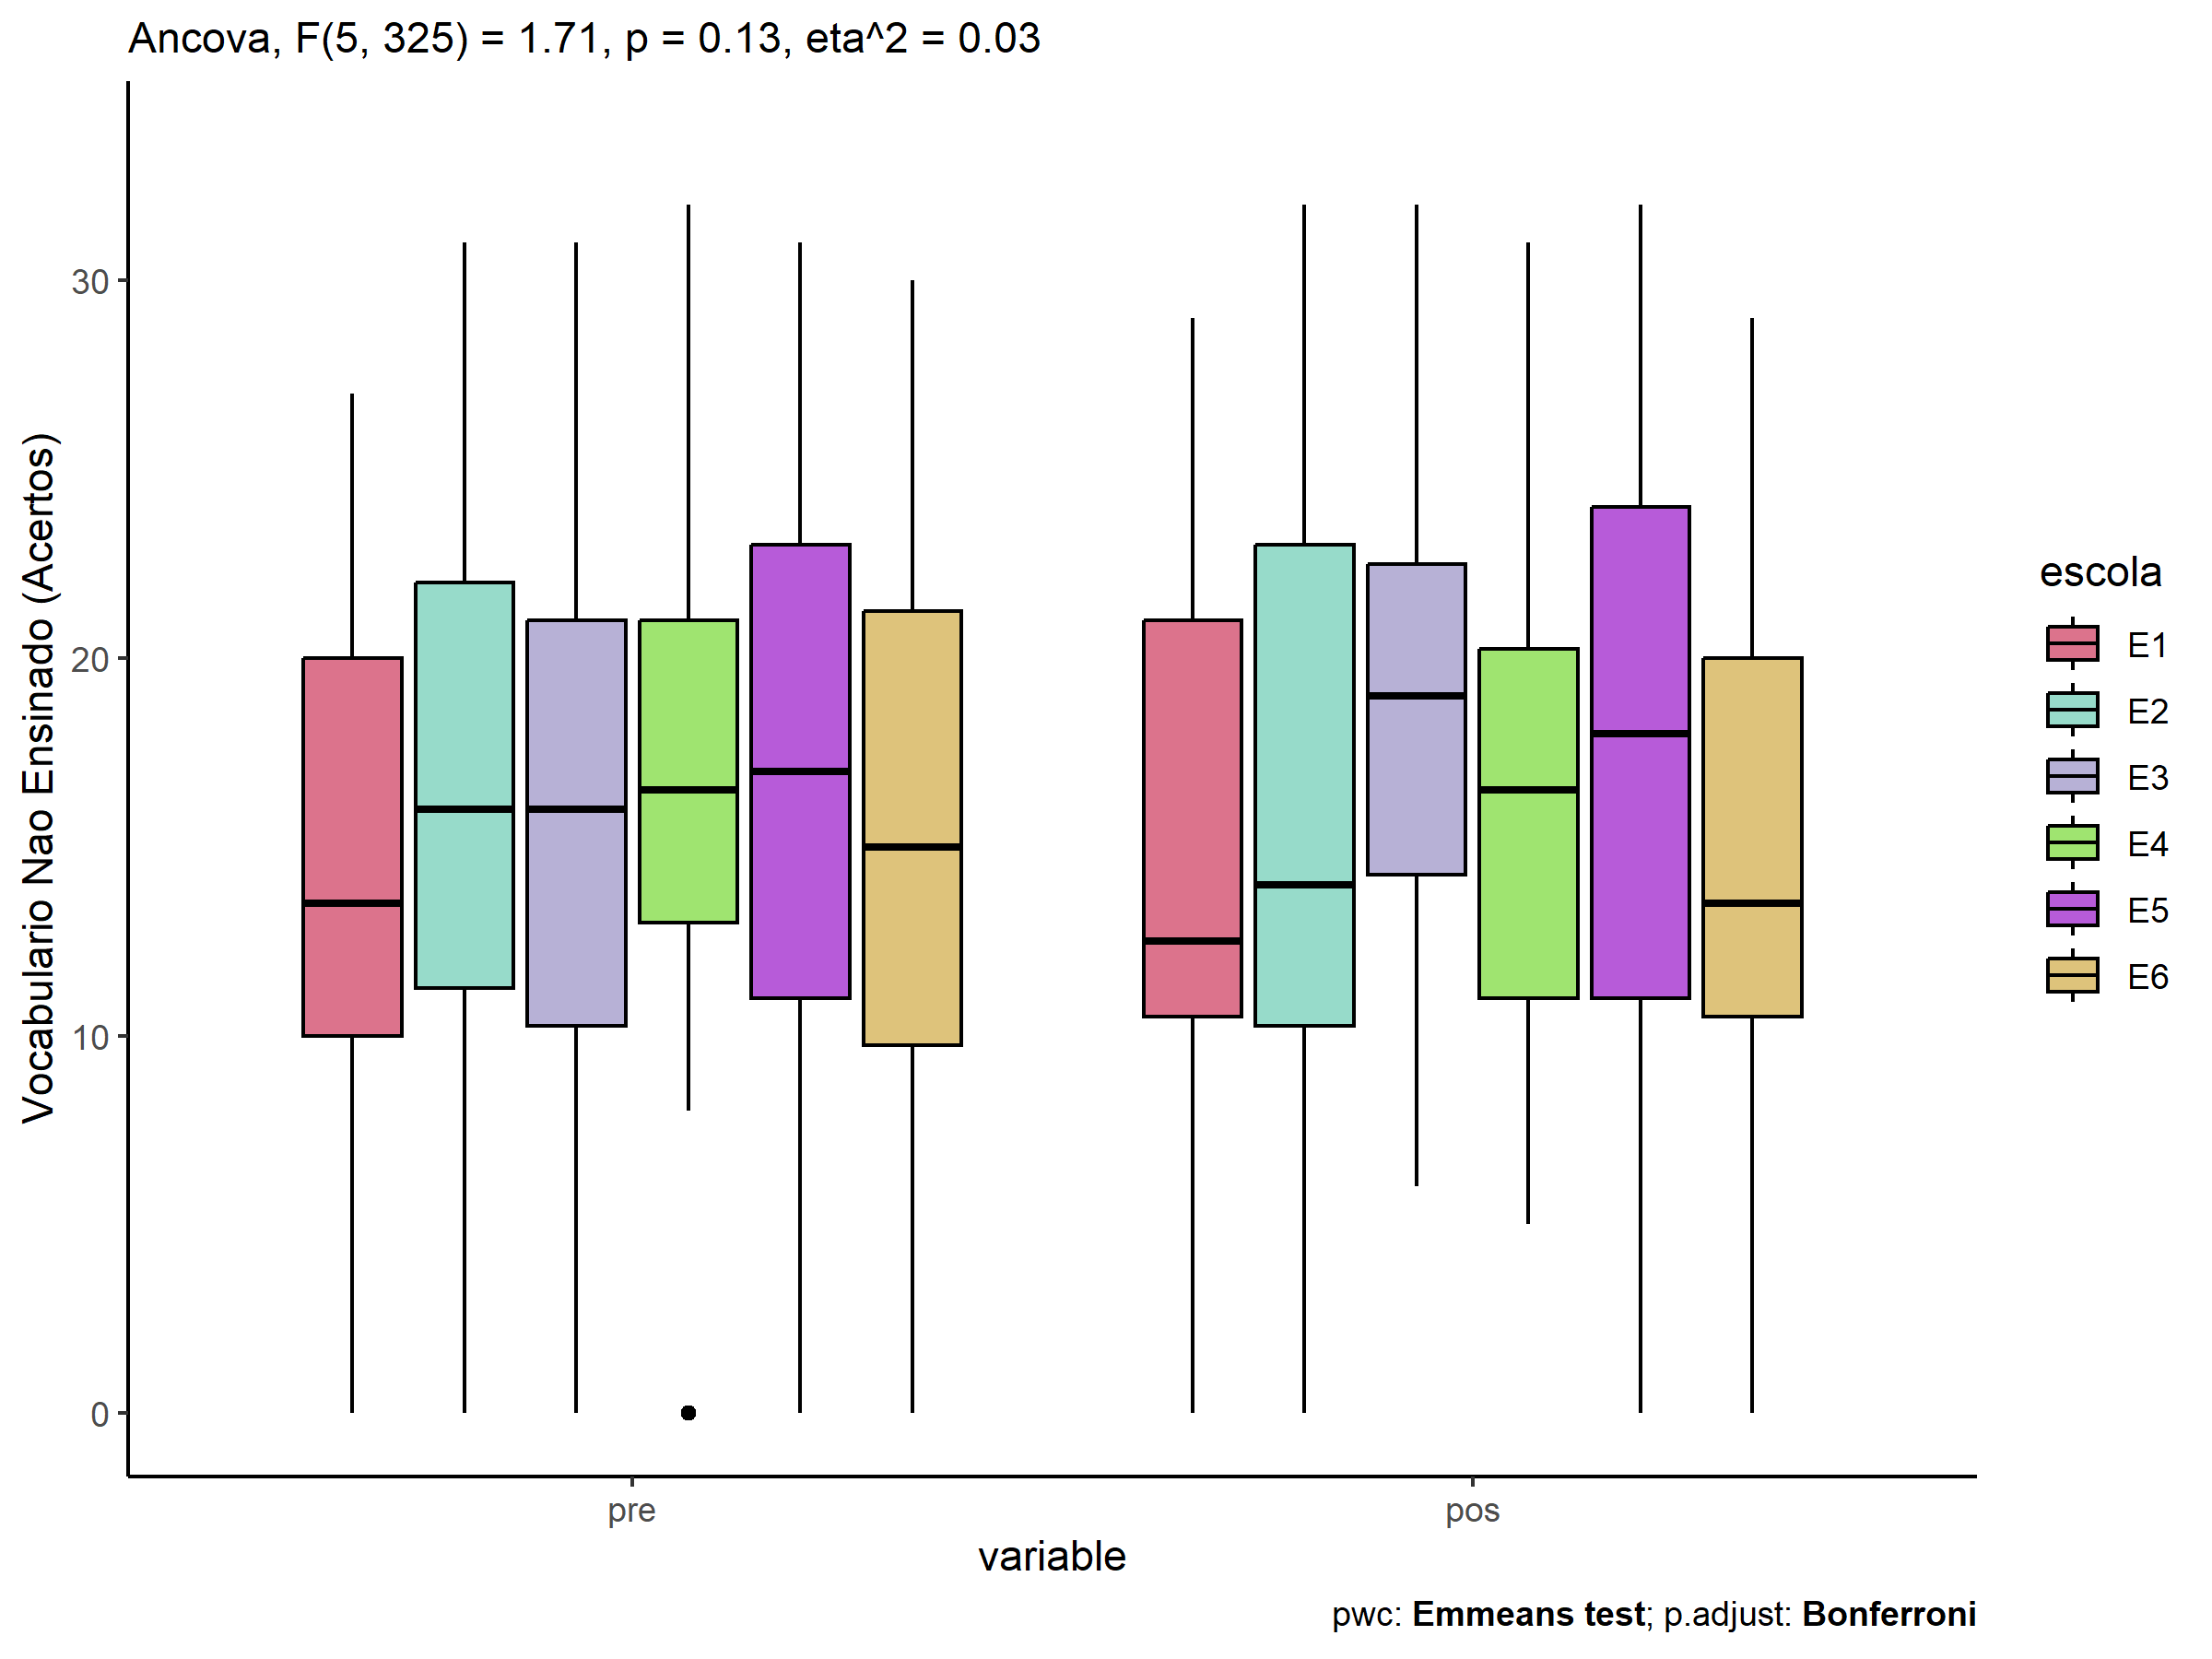 Ancova, F(5, 325) = 1.71, p = 0.13, eta^2 = 0.03
Vocabulario Nao Ensinado (Acertos)
30
20
10
0
pre
pos
variable
escola
E1
E2
E3
E4
E5
E6
pwc: Emmeans test; p.adjust: Bonferroni